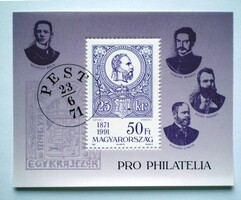 PEST
23
6
71
25 kr
1871
1991
50 Ft
MAGYARORSZÁG
EGYKRAJCZÁR
PRO PHILATELIA